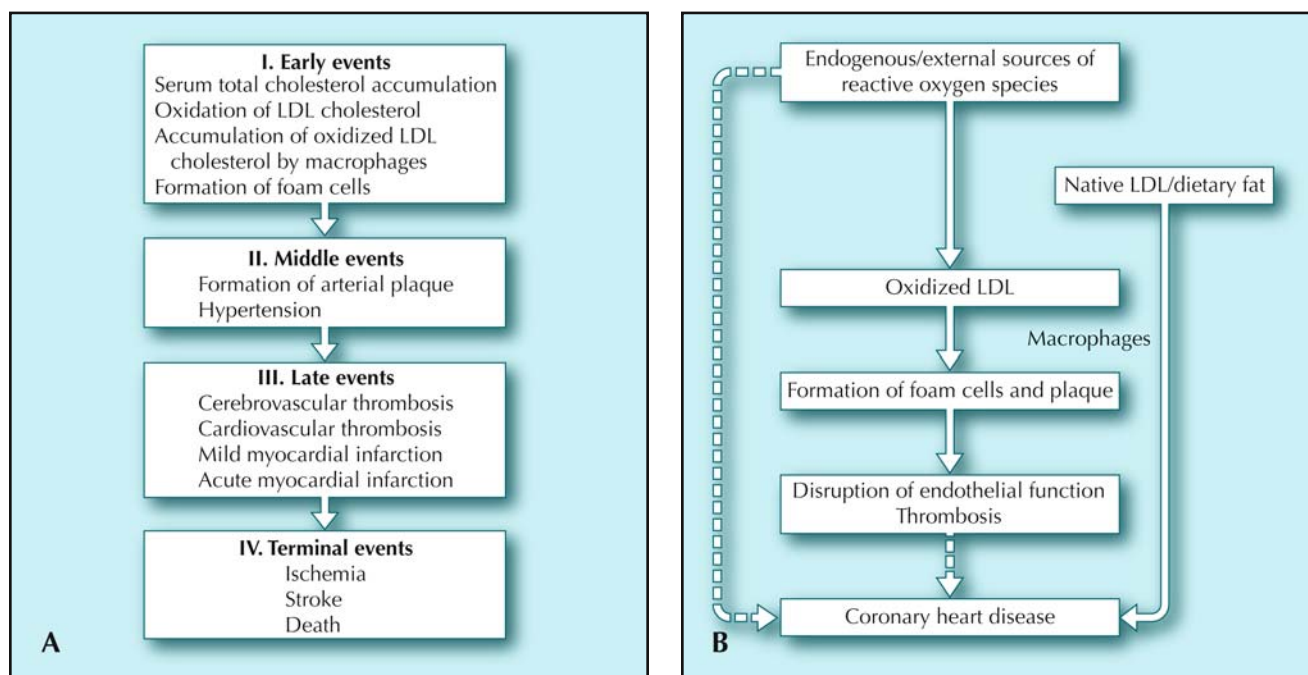 I. Early events
Serum total cholesterol accumulation
Oxidation of LDL cholesterol
Accumulation of oxidized LDL
cholesterol by macrophages
Formation of foam cells
II. Middle events
Formation of arterial plaque
Hypertension
III. Late events
Cerebrovascular thrombosis
Cardiovascular thrombosis
Mild myocardial infarction
Acute myocardial infarction
IV. Terminal events
Ischemia
Stroke
Death
A
Endogenous/external sources of
reactive oxygen species
Native LDL/dietary fat
Oxidized LDL
Macrophages
Formation of foam cells and plaque
Disruption of endothelial function
Thrombosis
Coronary heart disease
B